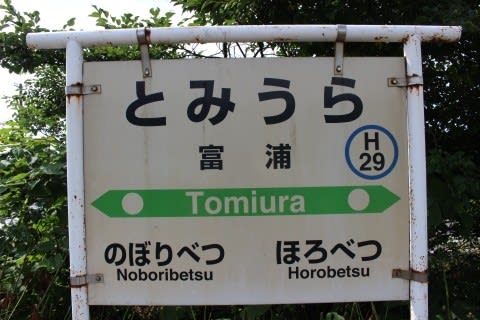 とみうら
富浦
H
29
Tomiura
のぼりべつ ほろべつ
Noboribetsu Horobetsu